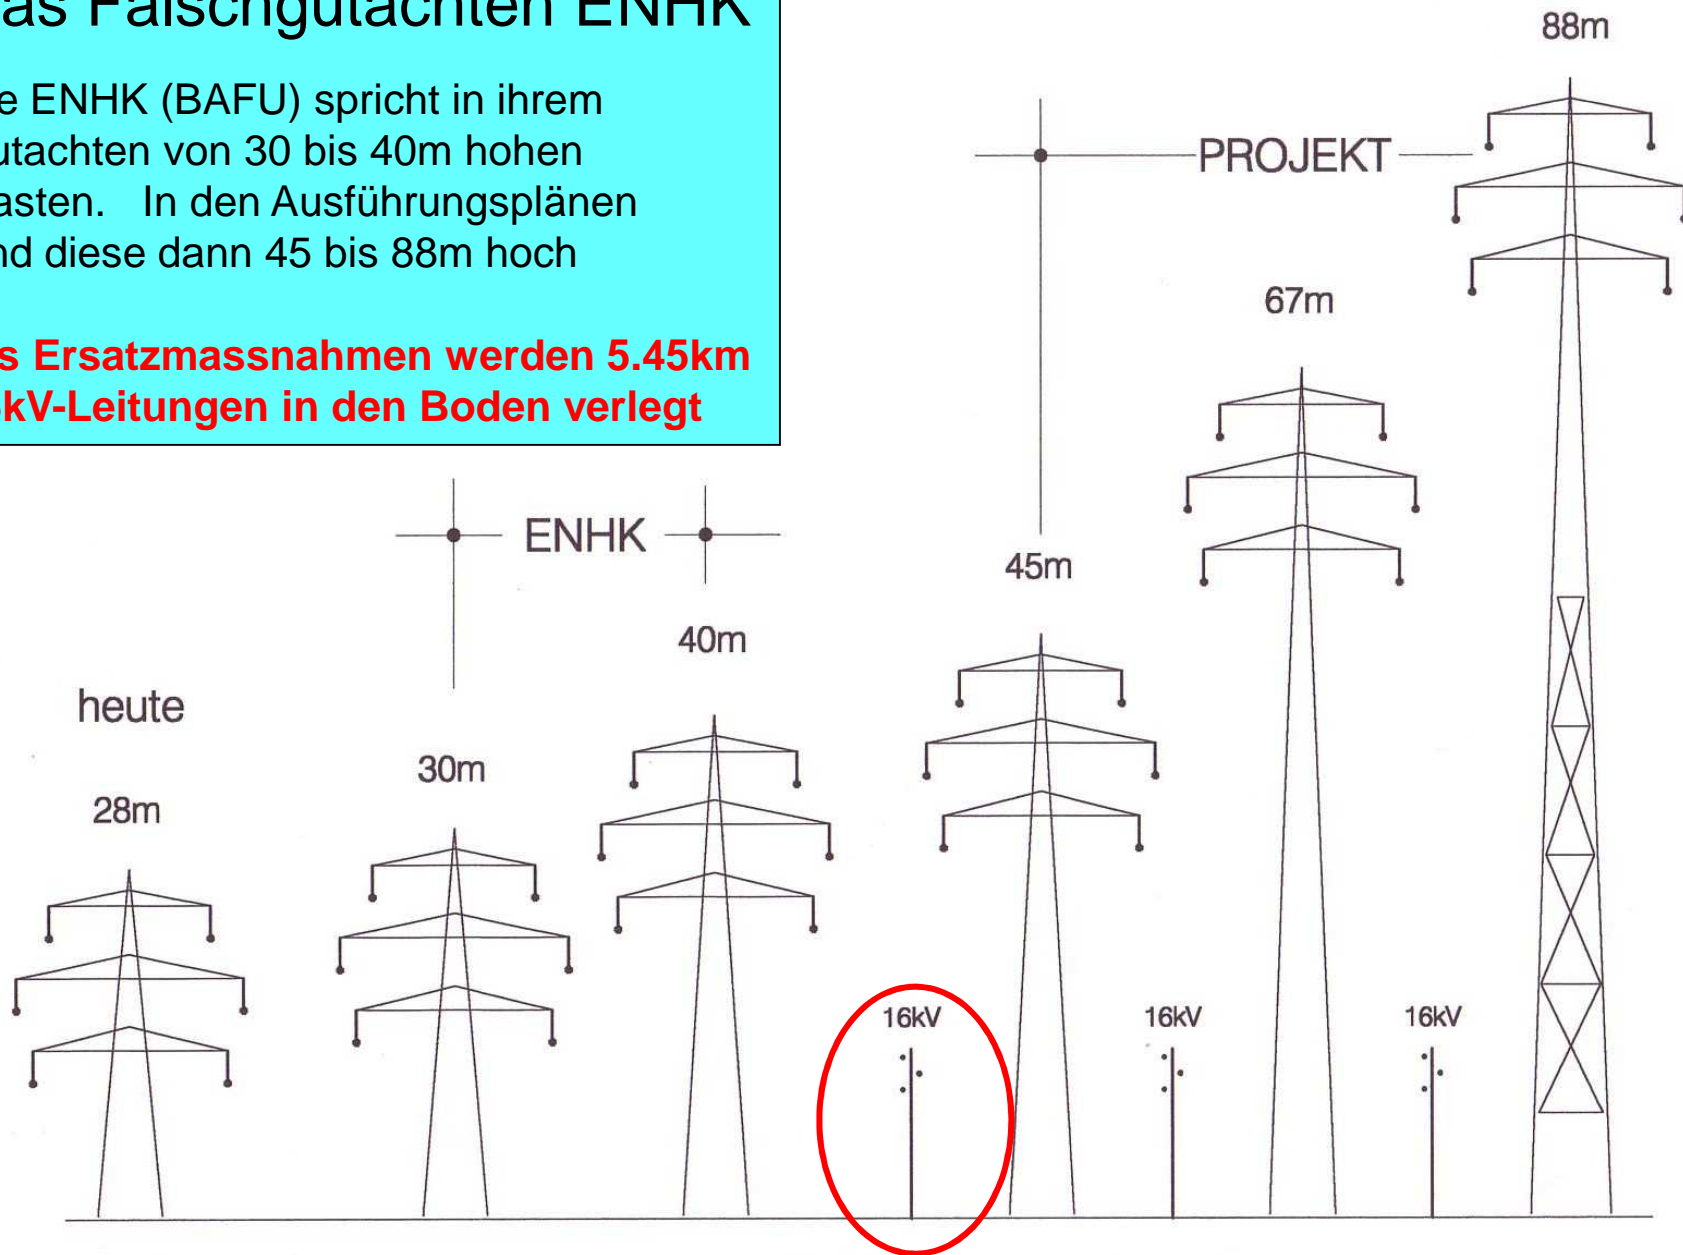 as Falschgutachten ENHK
e ENHK (BAFU) spricht in ihrem
utachten von 30 bis 40m hohen
asten. In den Ausführungsplänen
nd diese dann 45 bis 88m hoch
s Ersatzmassnahmen werden 5.45km
kV-Leitungen in den Boden verlegt
88m
PROJEKT
67m
ENHK
45m
40m
heute
30m
28m
16kV
16kV
16kV